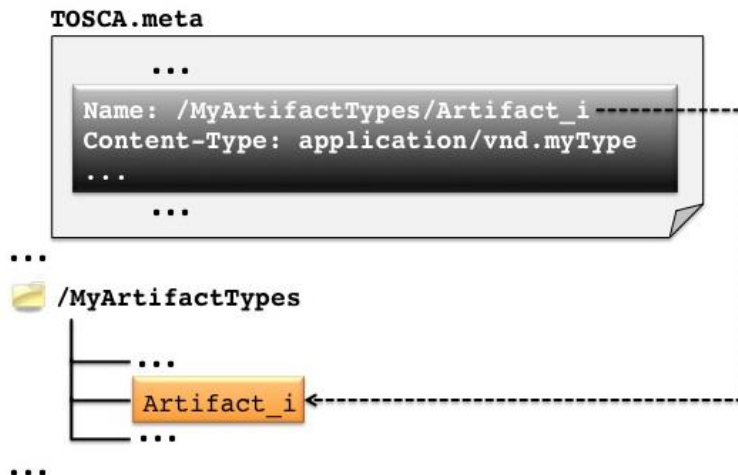 TOSCA.meta
...
Name: /MyArtifactTypes/Artifact_i
Content-Type: application/vnd.myType
...
...
...
/MyArtifactTypes
...
Artifact_i
...
...